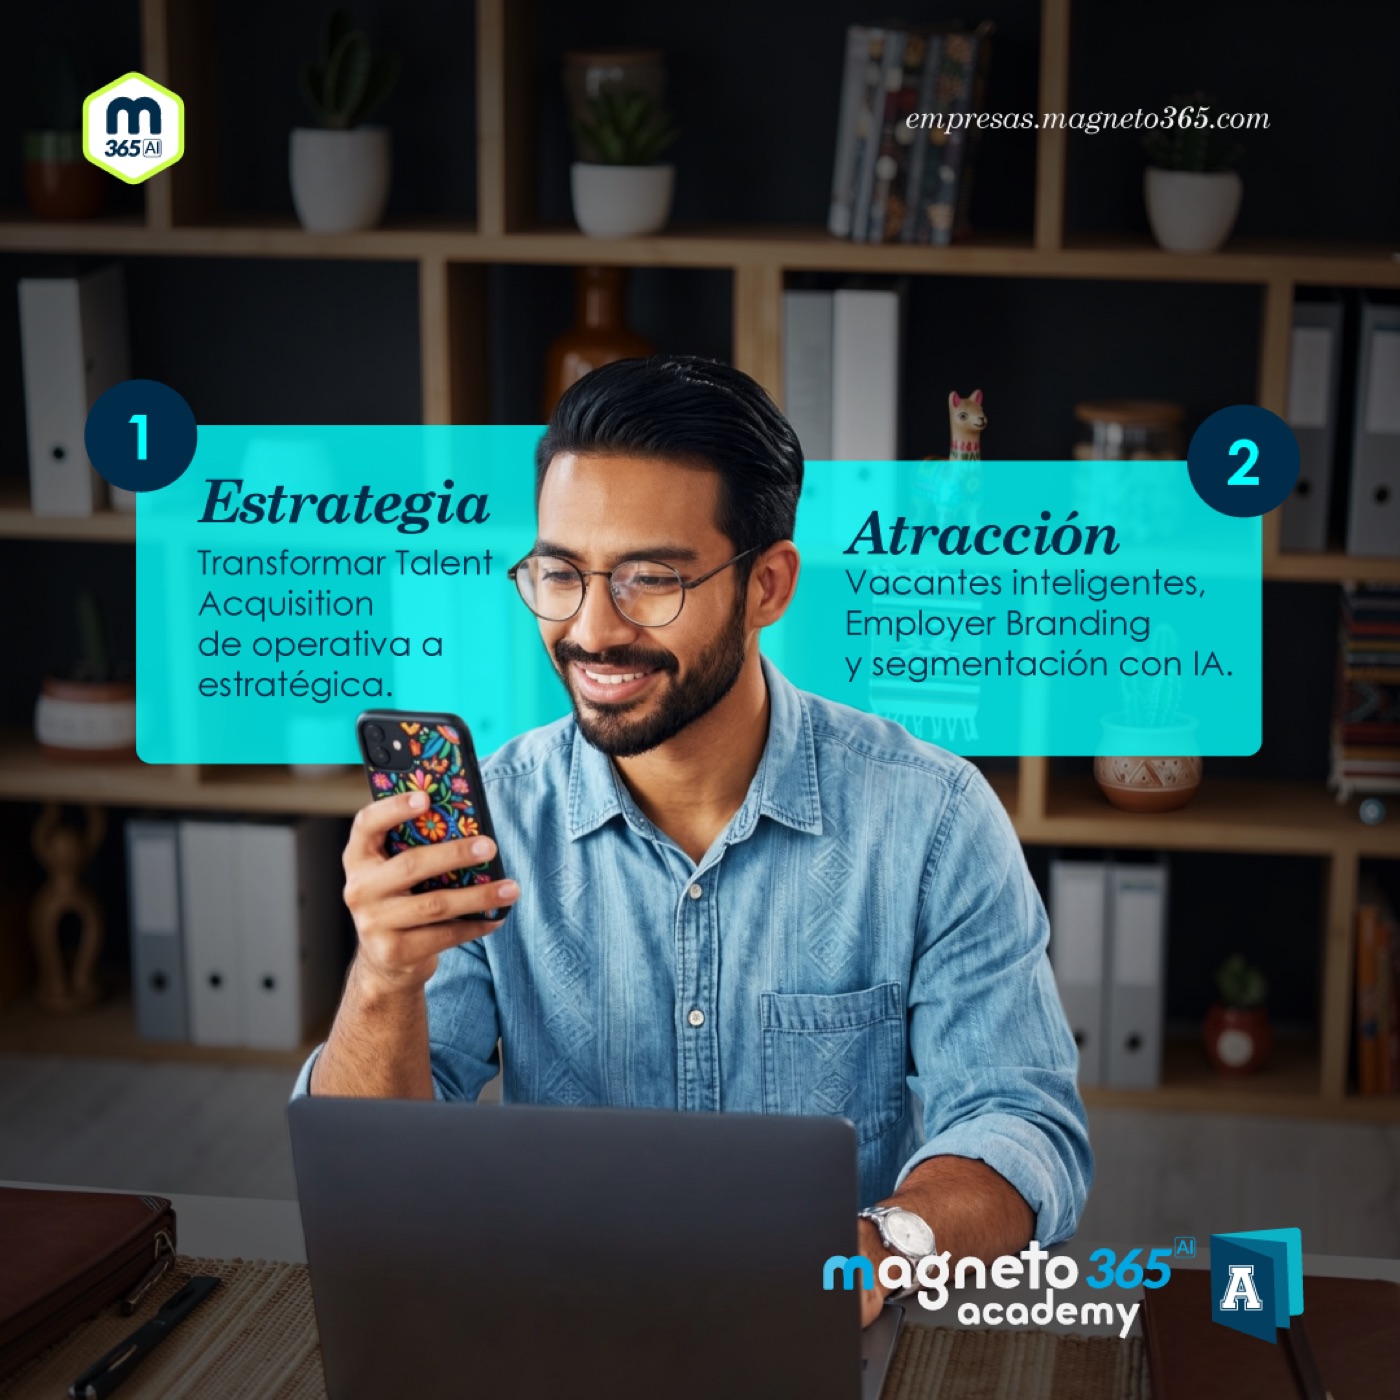 m
365 AI
empresas.magneto365.com
1
Estrategia
Transformar Talent
Acquisition
de operativa a
estratégica.
2
Atracción
Vacantes inteligentes,
Employer Branding
y segmentación con IA.
magneto 365 AI
academy
A